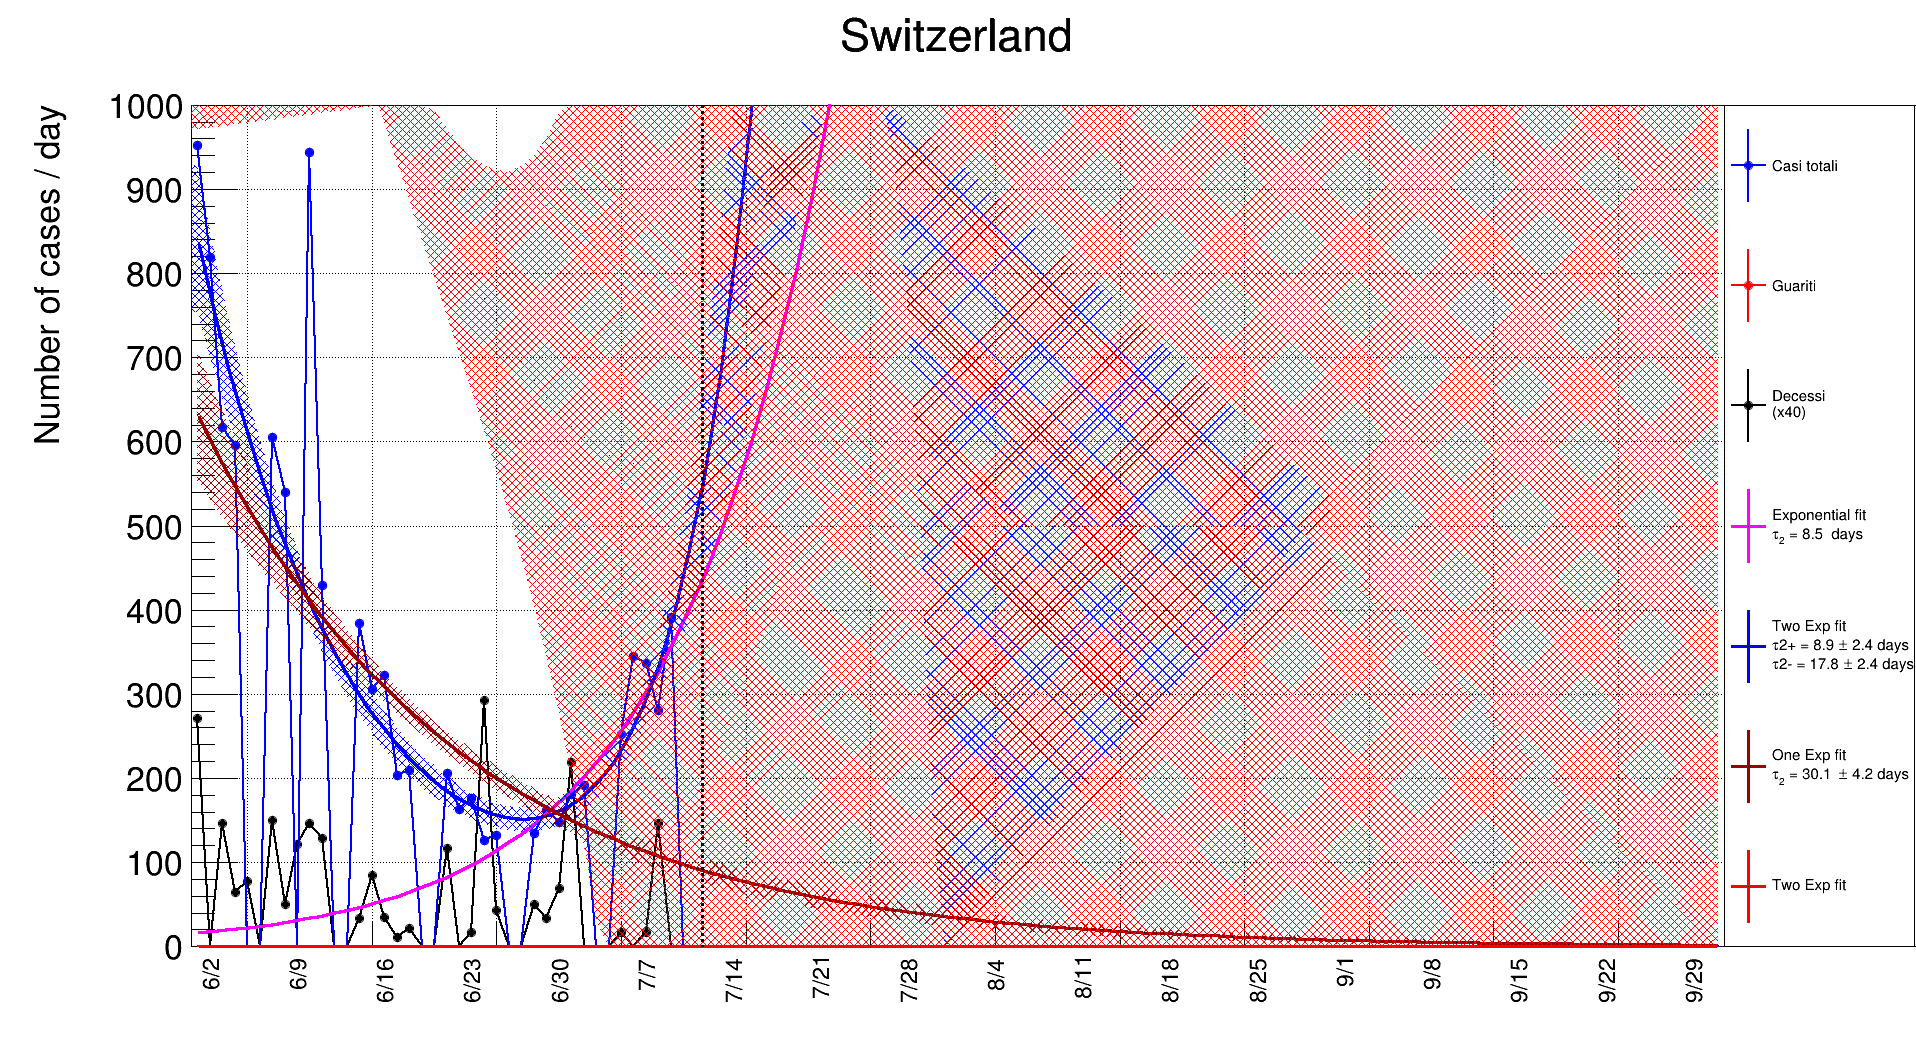 Switzerland
Number of cases / day
1000
900
800
700
600
500
400
300
200
100
0
6/2
6/9
6/16
6/23
6/30
7/7
7/14
7/21
7/28
8/4
8/11
8/18
8/25
9/1
9/8
9/15
9/22
9/29
Casi totali
Guariti
Decessi
(x40)
Exponential fit
τ2 = 8.5 days
Two Exp fit
τ2+ = 8.9 ± 2.4 days
τ2- = 17.8 ± 2.4 days
One Exp fit
τ2 = 30.1 ± 4.2 days
Two Exp fit